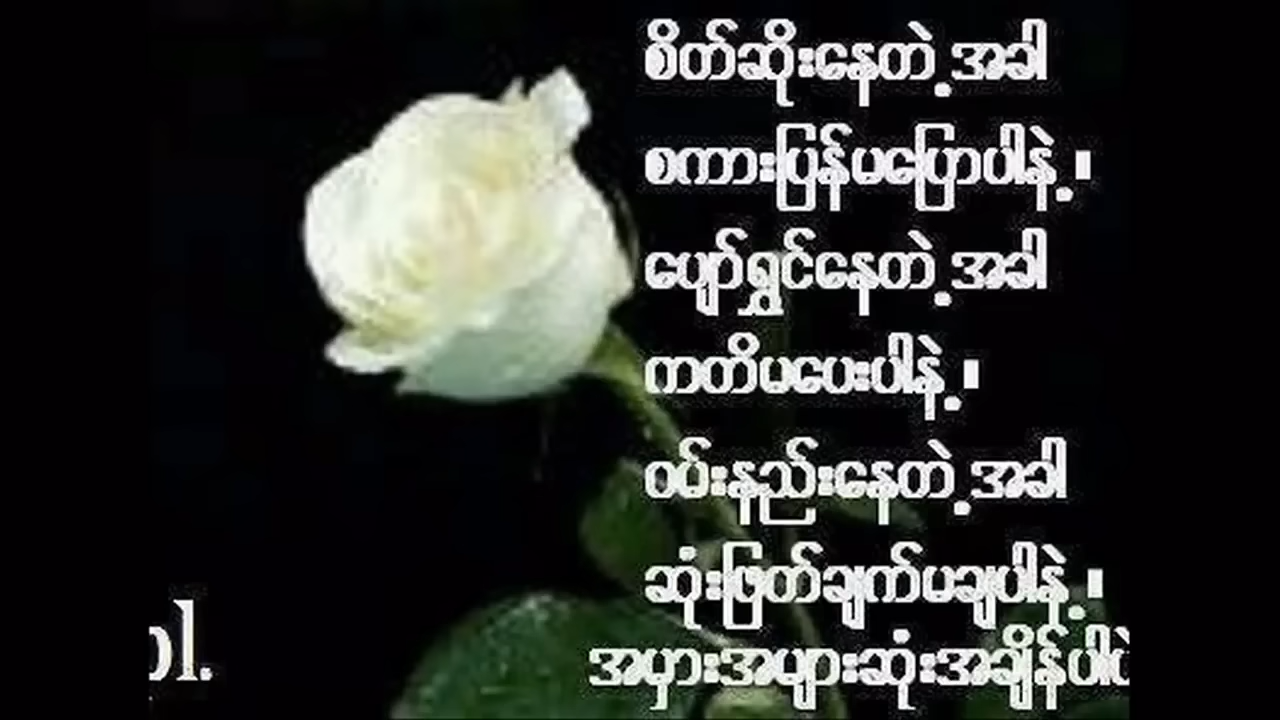 စိတ်ဆိုးနေတဲ့အခါ
စကားပြန်မပြောပါနဲ့။
ပျော်ရွှင်နေတဲ့အခါ
ကတိမပေးပါနဲ့။
ဝမ်းနည်းနေတဲ့အခါ
ဆုံးဖြတ်ချက်မချပါနဲ့။
အမှားအများဆုံးအချိန်ပါပဲ